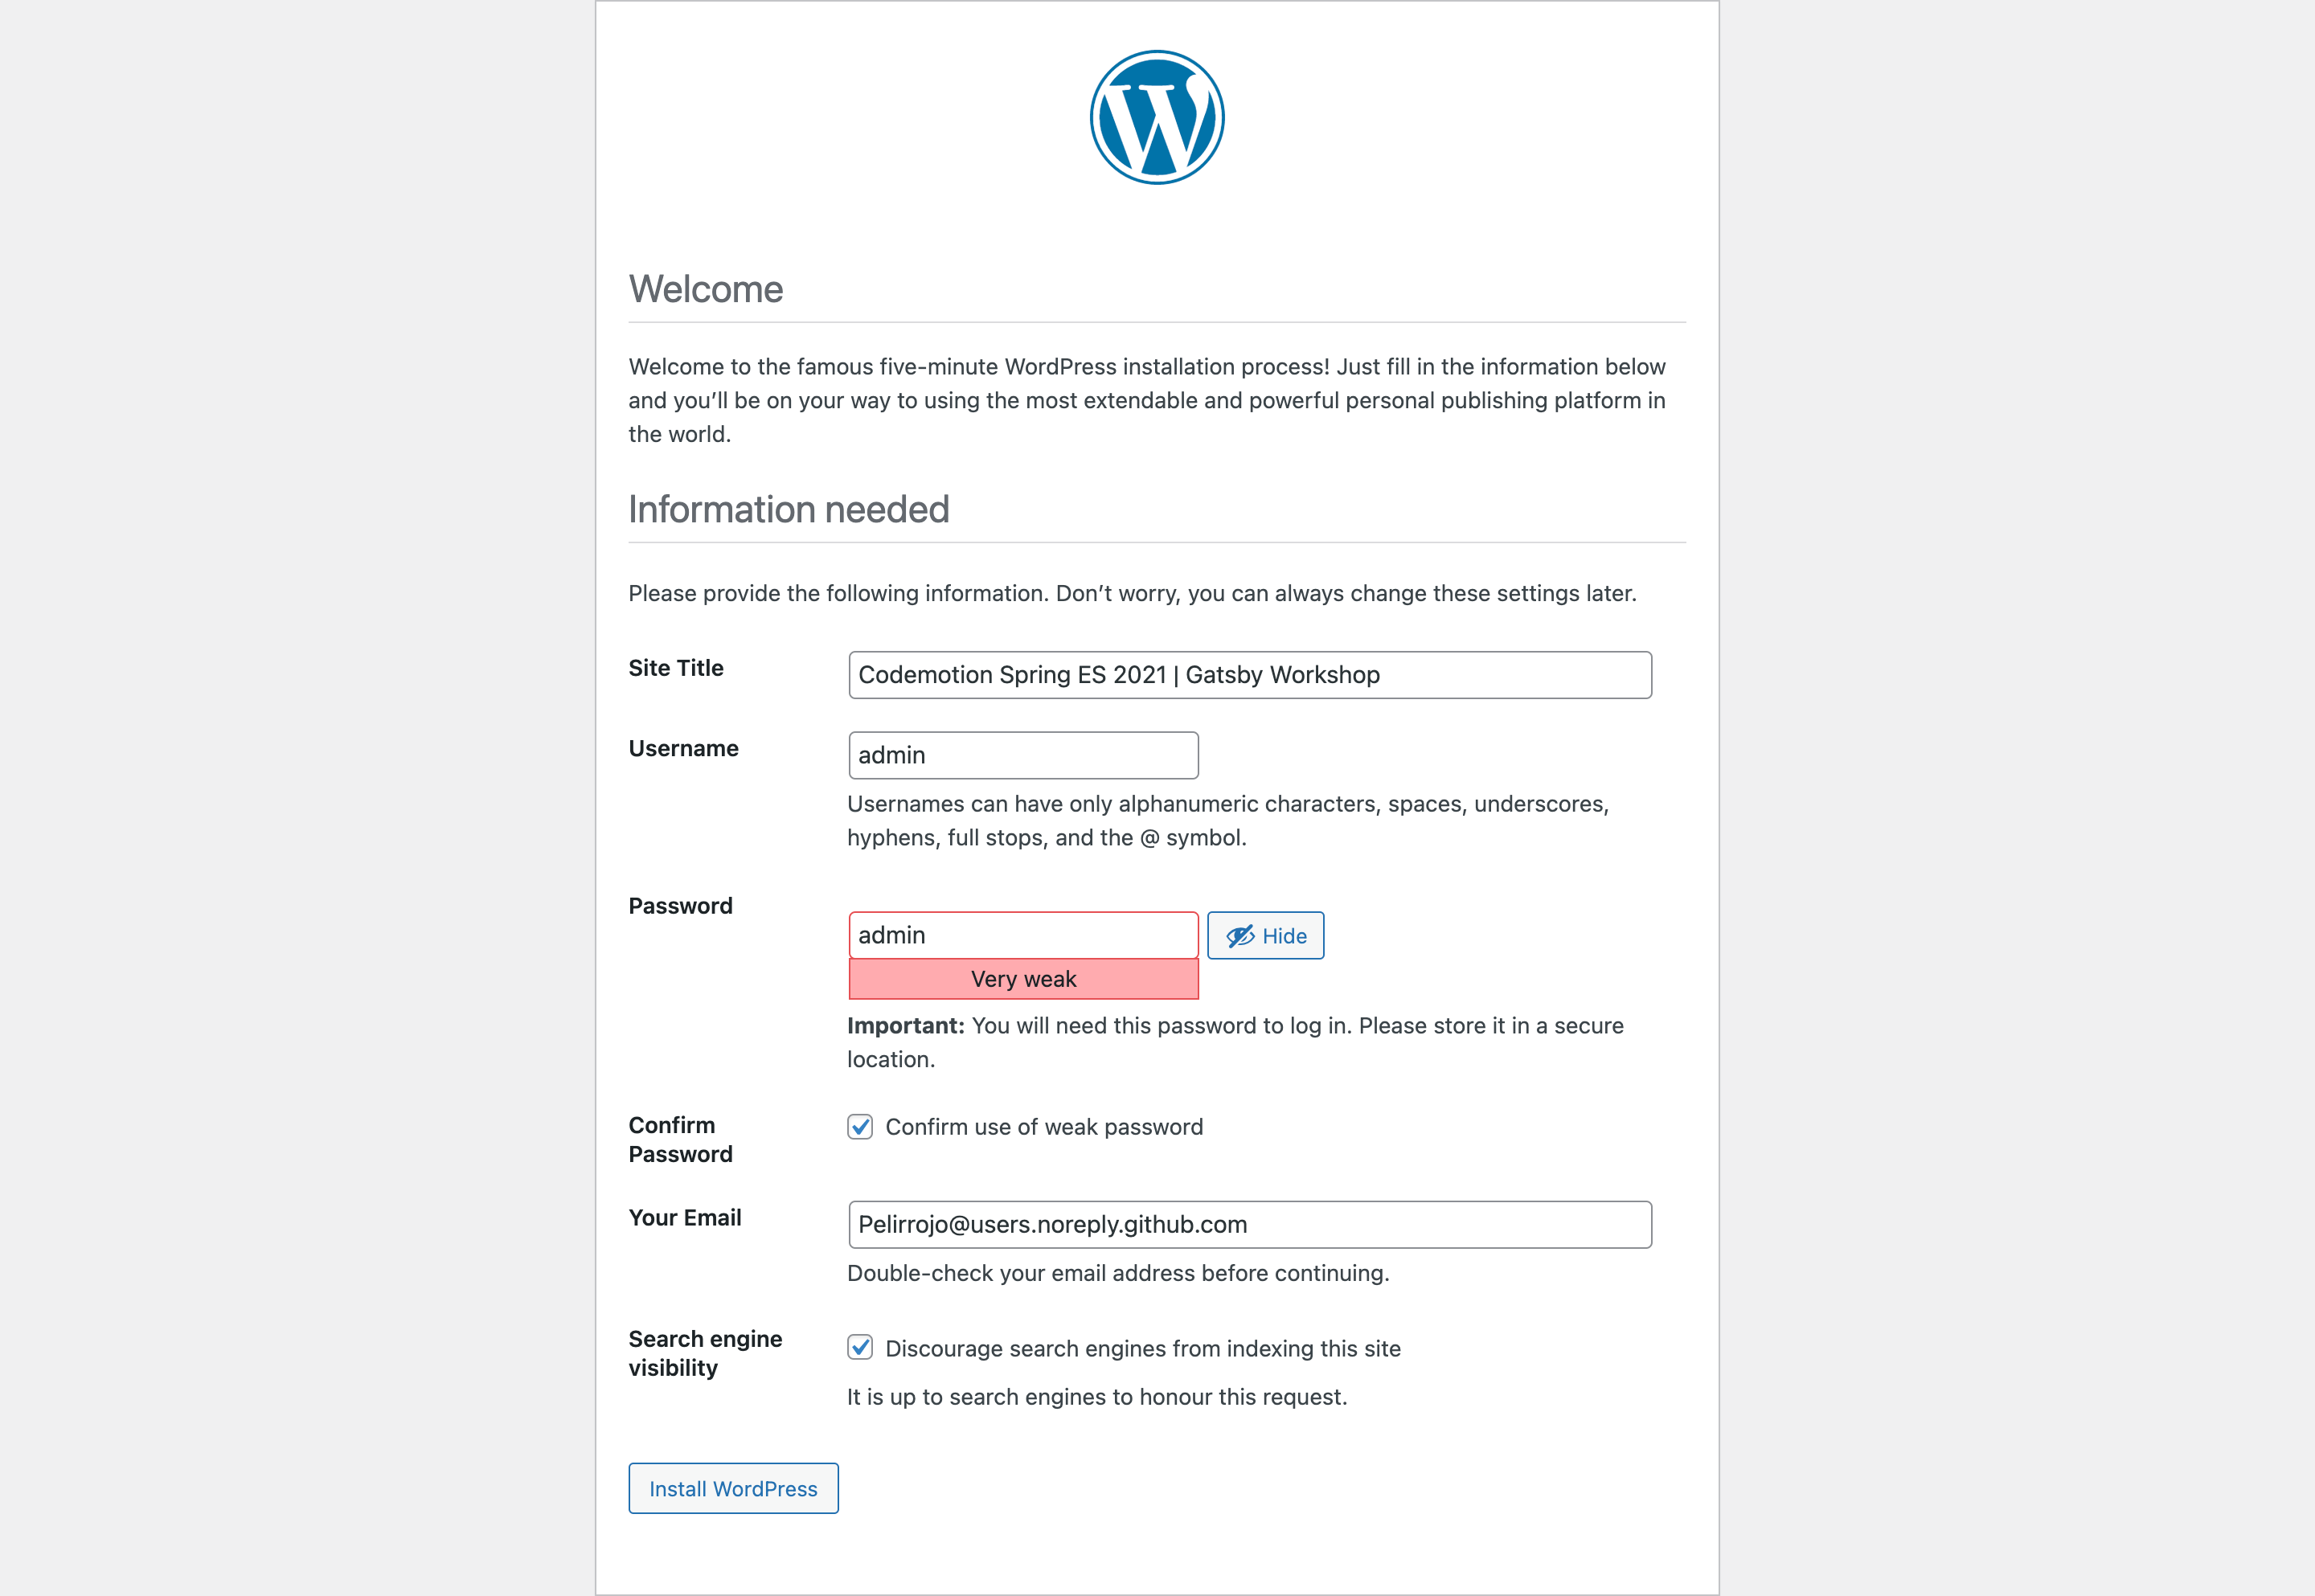 Welcome
Welcome to the famous five-minute WordPress installation process! Just fill in the information below
and you’ll be on your way to using the most extendable and powerful personal publishing platform in
the world.
Information needed
Please provide the following information. Don’t worry, you can always change these settings later.
Site Title
Codemotion Spring ES 2021 | Gatsby Workshop
Username
admin
Usernames can have only alphanumeric characters, spaces, underscores,
hyphens, full stops, and the @ symbol.
Password
admin
Hide
Very weak
Important: You will need this password to log in. Please store it in a secure
location.
Confirm
Password
Confirm use of weak password
Your Email
Pelirrojo@users.noreply.github.com
Double-check your email address before continuing.
Search engine
visibility
Discourage search engines from indexing this site
It is up to search engines to honour this request.
Install WordPress